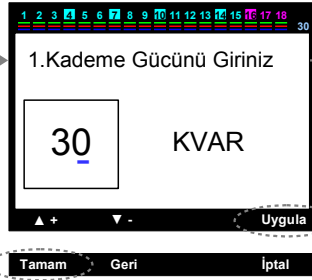 1 2 3 4 5 6 7 8 9 10 11 12 13 14 15 16 17 18
30
1.Kademe Gücünü Giriniz
30 KVAR
▲ + ▼ - Uygula
Tamam Geri İptal